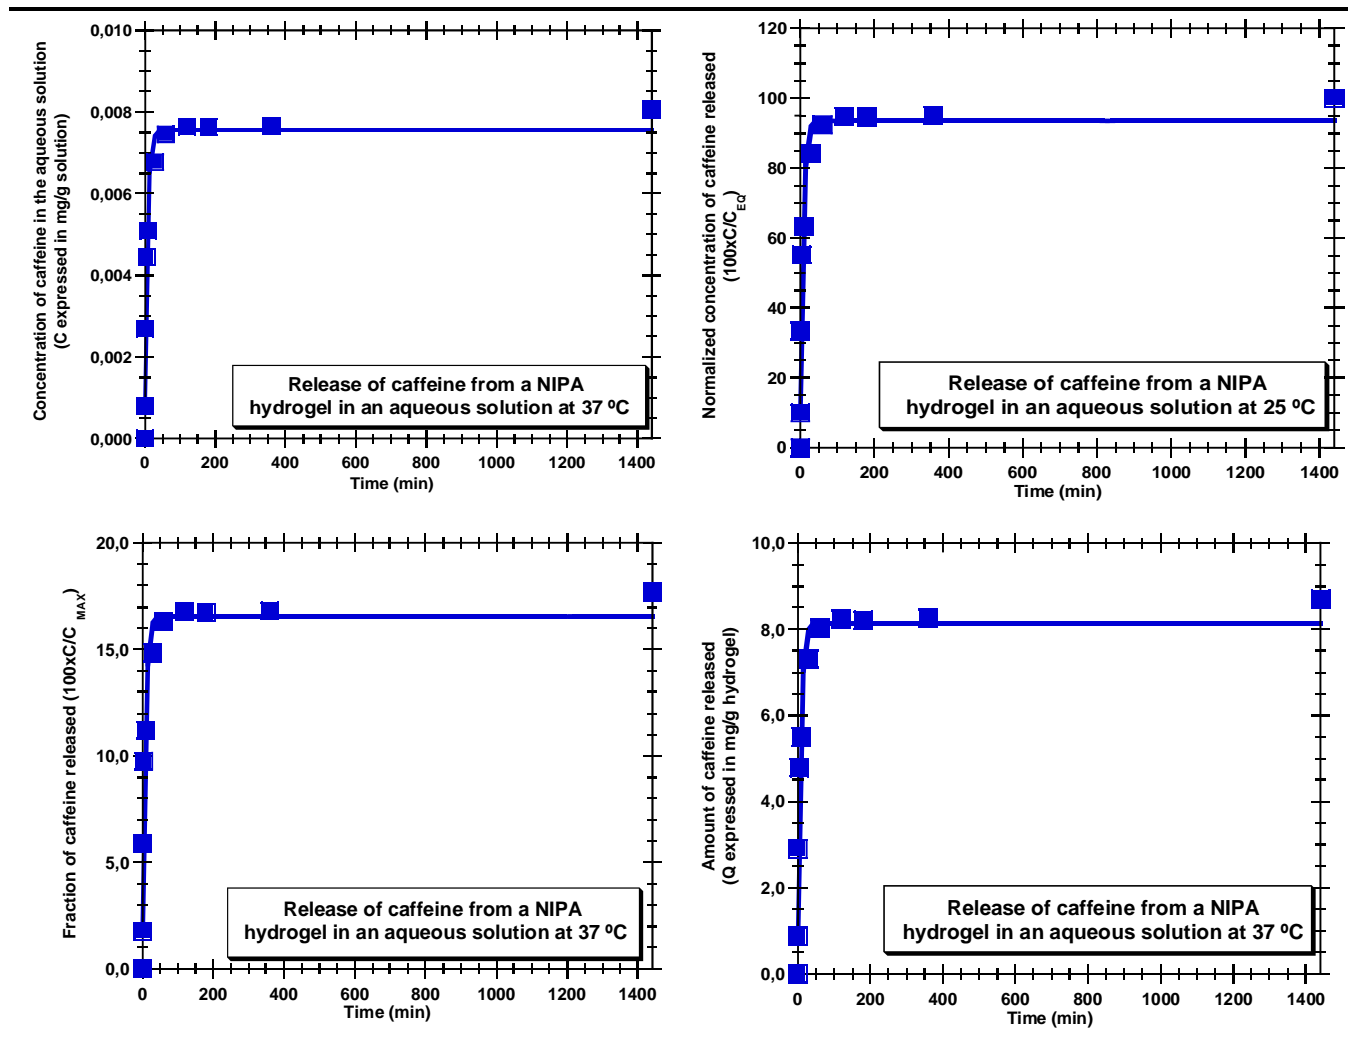 Concentration of caffeine in the aqueous solution
(C expressed in mg/g solution)
0,010
0,008
0,006
0,004
0,002
0,000
Release of caffeine from a NIPA
hydrogel in an aqueous solution at 37 ºC
0 200 400 600 800 1000 1200 1400
Time (min)
Normalized concentration of caffeine released
(100xC/C_EQ)
120
100
80
60
40
20
0
Release of caffeine from a NIPA
hydrogel in an aqueous solution at 25 ºC
0 200 400 600 800 1000 1200 1400
Time (min)
Fraction of caffeine released (100xC/C_MAX)
20,0
15,0
10,0
5,0
0,0
Release of caffeine from a NIPA
hydrogel in an aqueous solution at 37 ºC
0 200 400 600 800 1000 1200 1400
Time (min)
Amount of caffeine released
(Q expressed in mg/g hydrogel)
10,0
8,0
6,0
4,0
2,0
0,0
Release of caffeine from a NIPA
hydrogel in an aqueous solution at 37 ºC
0 200 400 600 800 1000 1200 1400
Time (min)